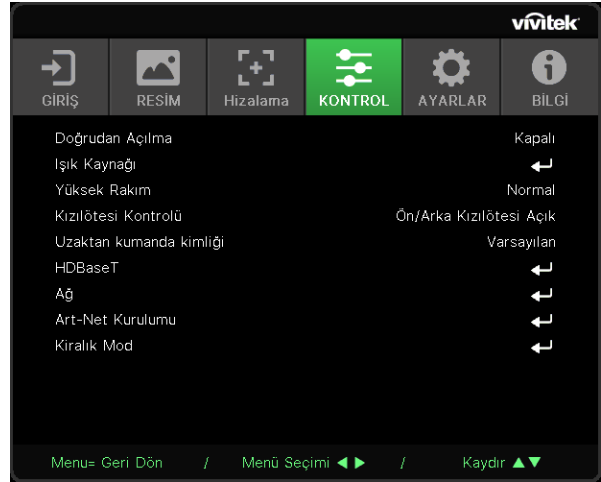 vivitek
GİRİŞ RESİM Hizalama KONTROL AYARLAR BİLGİ
Doğrudan Açılma Kapalı
Işık Kaynağı
Yüksek Rakım Normal
Kızılötesi Kontrolü Ön/Arka Kızılötesi Açık
Uzaktan kumanda kimliği Varsayılan
HDBaseT
Ağ
Art-Net Kurulumu
Kiralık Mod
Menu= Geri Dön / Menü Seçimi ◀ ▶ / Kaydır ▲▼